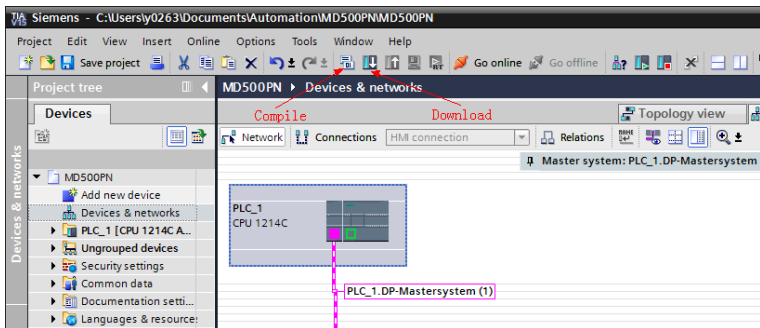 TIA V15 Siemens - C:\Users\y0263\Documents\Automation\MD500PN\MD500PN
Project Edit View Insert Online Options Tools Window Help
Save project Go online Go offline
Project tree MD500PN Devices & networks
Devices Compile Download Topology view
Network Connections HMI connection Relations
Master system: PLC_1.DP-Mastersystem
MD500PN
Add new device
Devices & networks
PLC_1 [CPU 1214C A...
Ungrouped devices
Security settings
Common data
Documentation setti...
Languages & resource
Devices & networks
PLC_1
CPU 1214C
PLC_1.DP-Mastersystem (1)